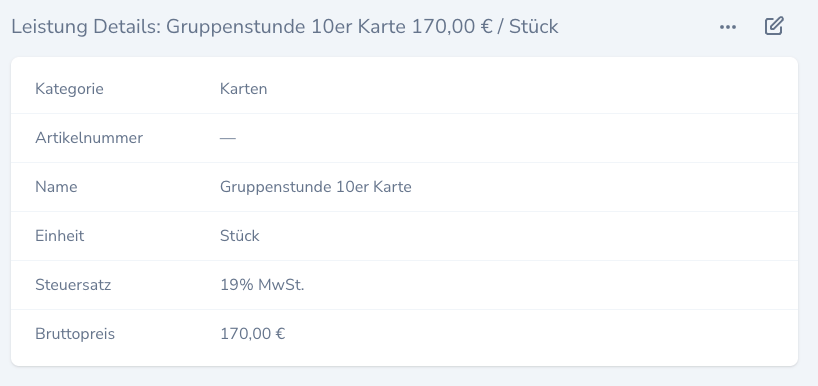 Leistung Details: Gruppenstunde 10er Karte 170,00 € / Stück
Kategorie Karten
Artikelnummer —
Name Gruppenstunde 10er Karte
Einheit Stück
Steuersatz 19% MwSt.
Bruttopreis 170,00 €